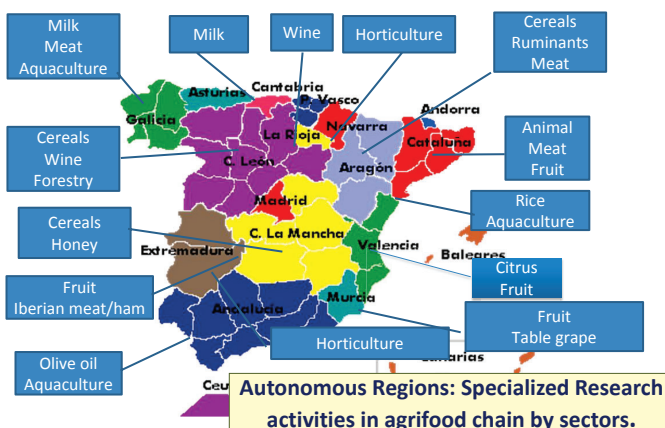 Milk
Meat
Aquaculture
Milk
Wine
Horticulture
Cereals
Ruminants
Meat
Asturias
Cantabria
P. Vasco
Navarra
Andorra
Galicia
La Rioja
Cataluña
Animal
Meat
Fruit
Cereals
Wine
Forestry
C. León
Aragón
Madrid
Rice
Aquaculture
Cereals
Honey
C. La Mancha
Extremadura
Valencia
Baleares
Citrus
Fruit
Fruit
Iberian meat/ham
Murcia
Andalucía
Fruit
Table grape
Horticulture
Olive oil
Aquaculture
Ceu
Autonomous Regions: Specialized Research
activities in agrifood chain by sectors.